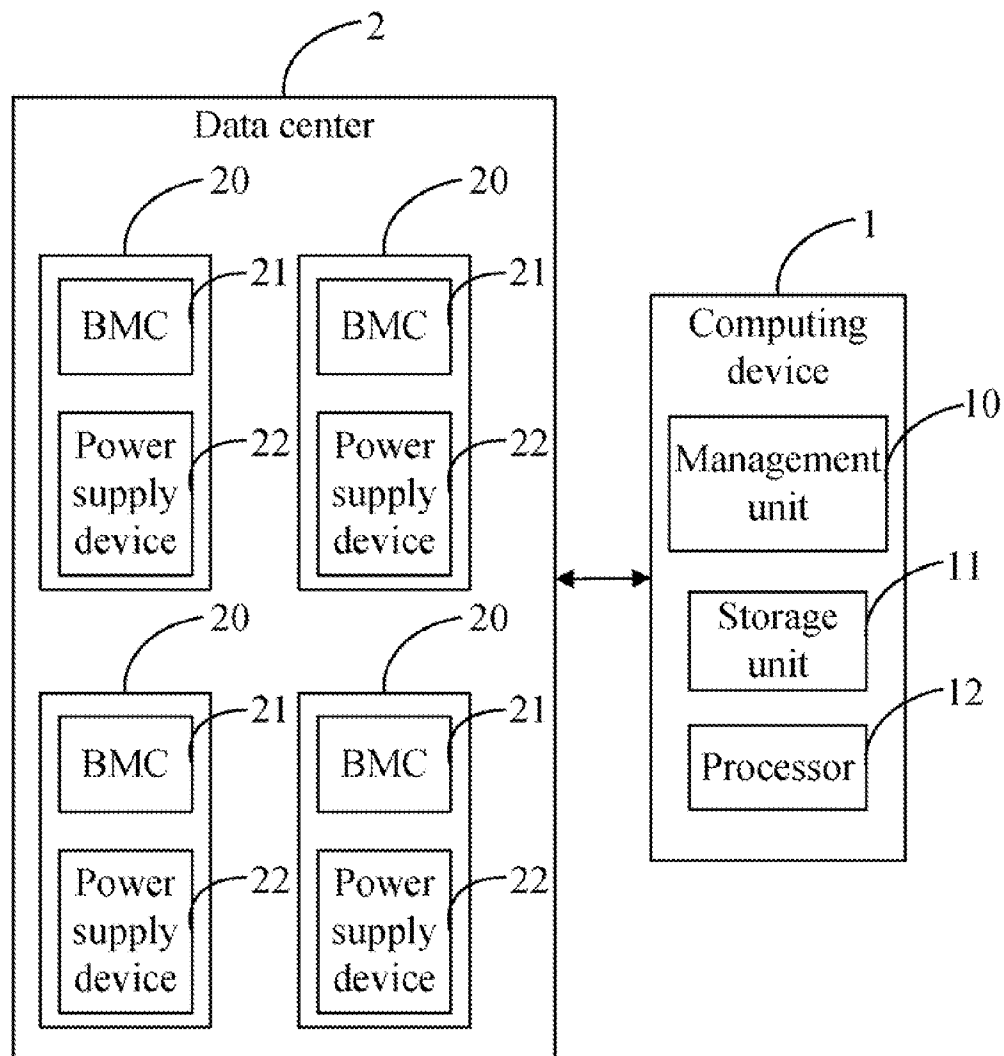 2
Data center
20
20
BMC
21
BMC
21
Power
supply
device
22
Power
supply
device
22
20
20
BMC
21
BMC
21
Power
supply
device
22
Power
supply
device
22
1
Computing
device
10
Management
unit
11
Storage
unit
12
Processor